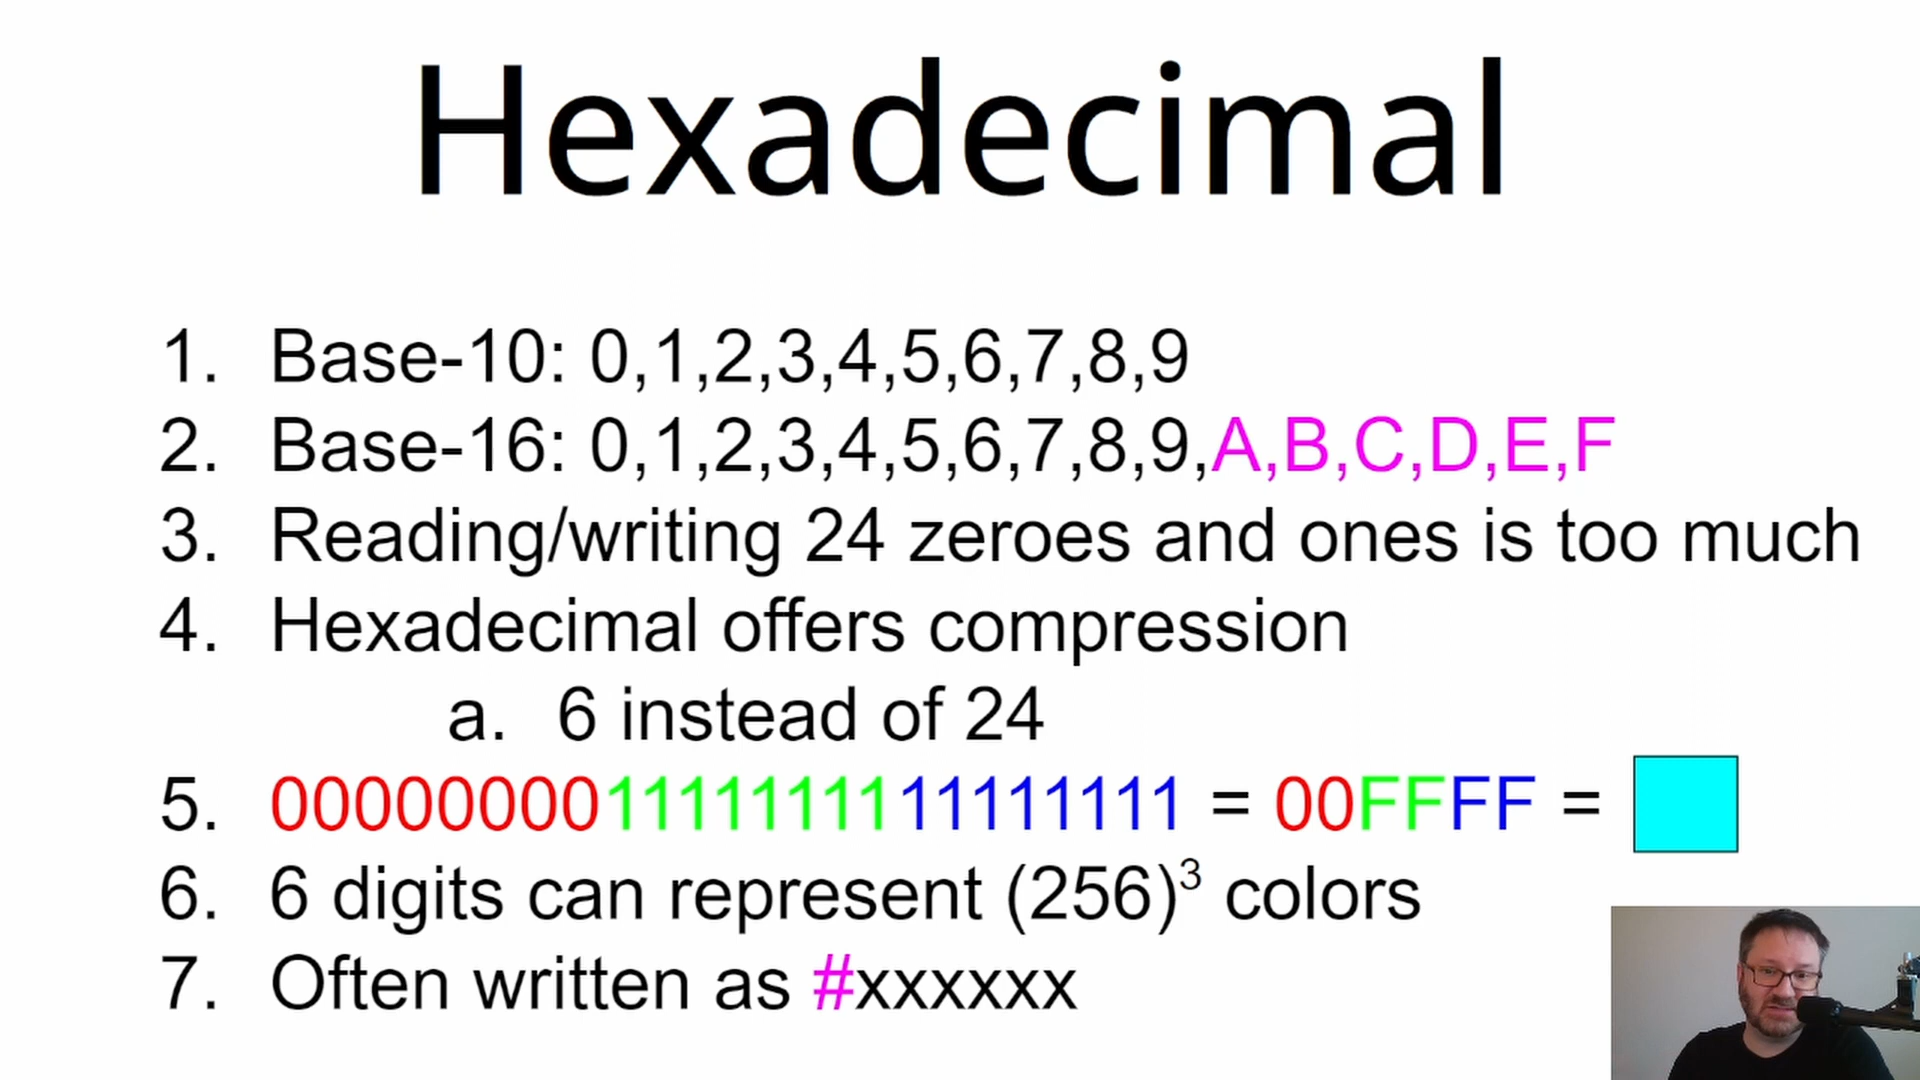 Hexadecimal
1. Base-10: 0,1,2,3,4,5,6,7,8,9
2. Base-16: 0,1,2,3,4,5,6,7,8,9,A,B,C,D,E,F
3. Reading/writing 24 zeroes and ones is too much
4. Hexadecimal offers compression
a. 6 instead of 24
5. 000000001111111111111111 = 00FFFF =
6. 6 digits can represent (256)³ colors
7. Often written as #xxxxxx